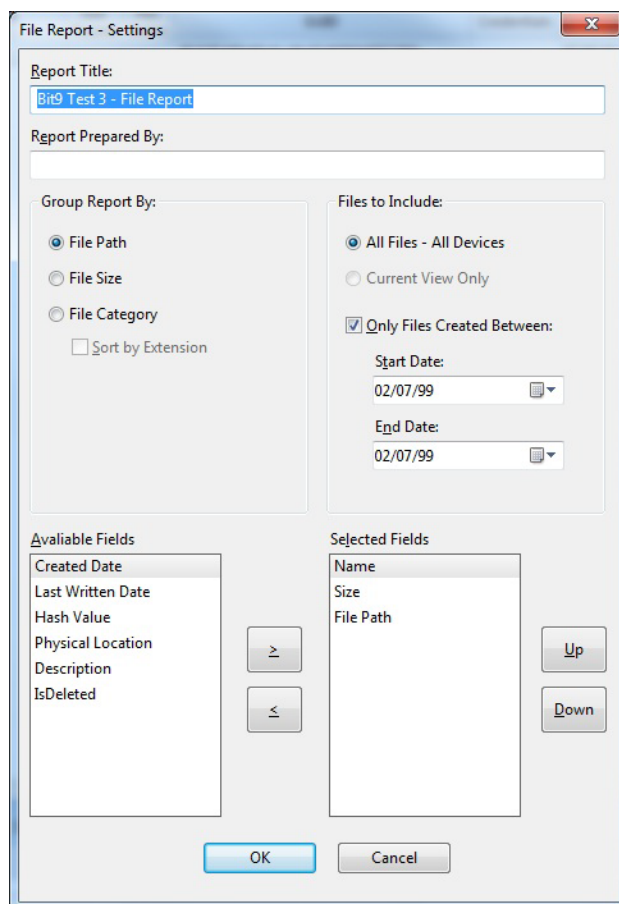 File Report - Settings
Report Title:
Bit9 Test 3 - File Report
Report Prepared By:
Group Report By:
File Path
File Size
File Category
Sort by Extension
Files to Include:
All Files - All Devices
Current View Only
Only Files Created Between:
Start Date:
02/07/99
End Date:
02/07/99
Avaliable Fields
Created Date
Last Written Date
Hash Value
Physical Location
Description
IsDeleted
>
<
Selected Fields
Name
Size
File Path
Up
Down
OK
Cancel